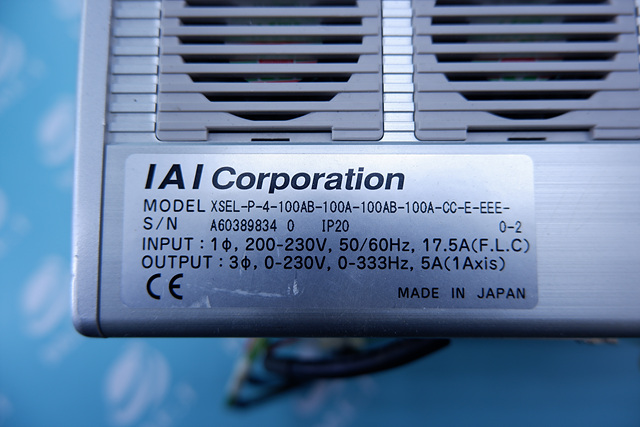 IAI Corporation
MODEL XSEL-P-4-100AB-100A-100AB-100A-CC-E-EEE-
S/N A60389834 0 IP20 0-2
INPUT : 1ϕ, 200-230V, 50/60Hz, 17.5A(F.L.C)
OUTPUT : 3ϕ, 0-230V, 0-333Hz, 5A(1Axis)
CE MADE IN JAPAN